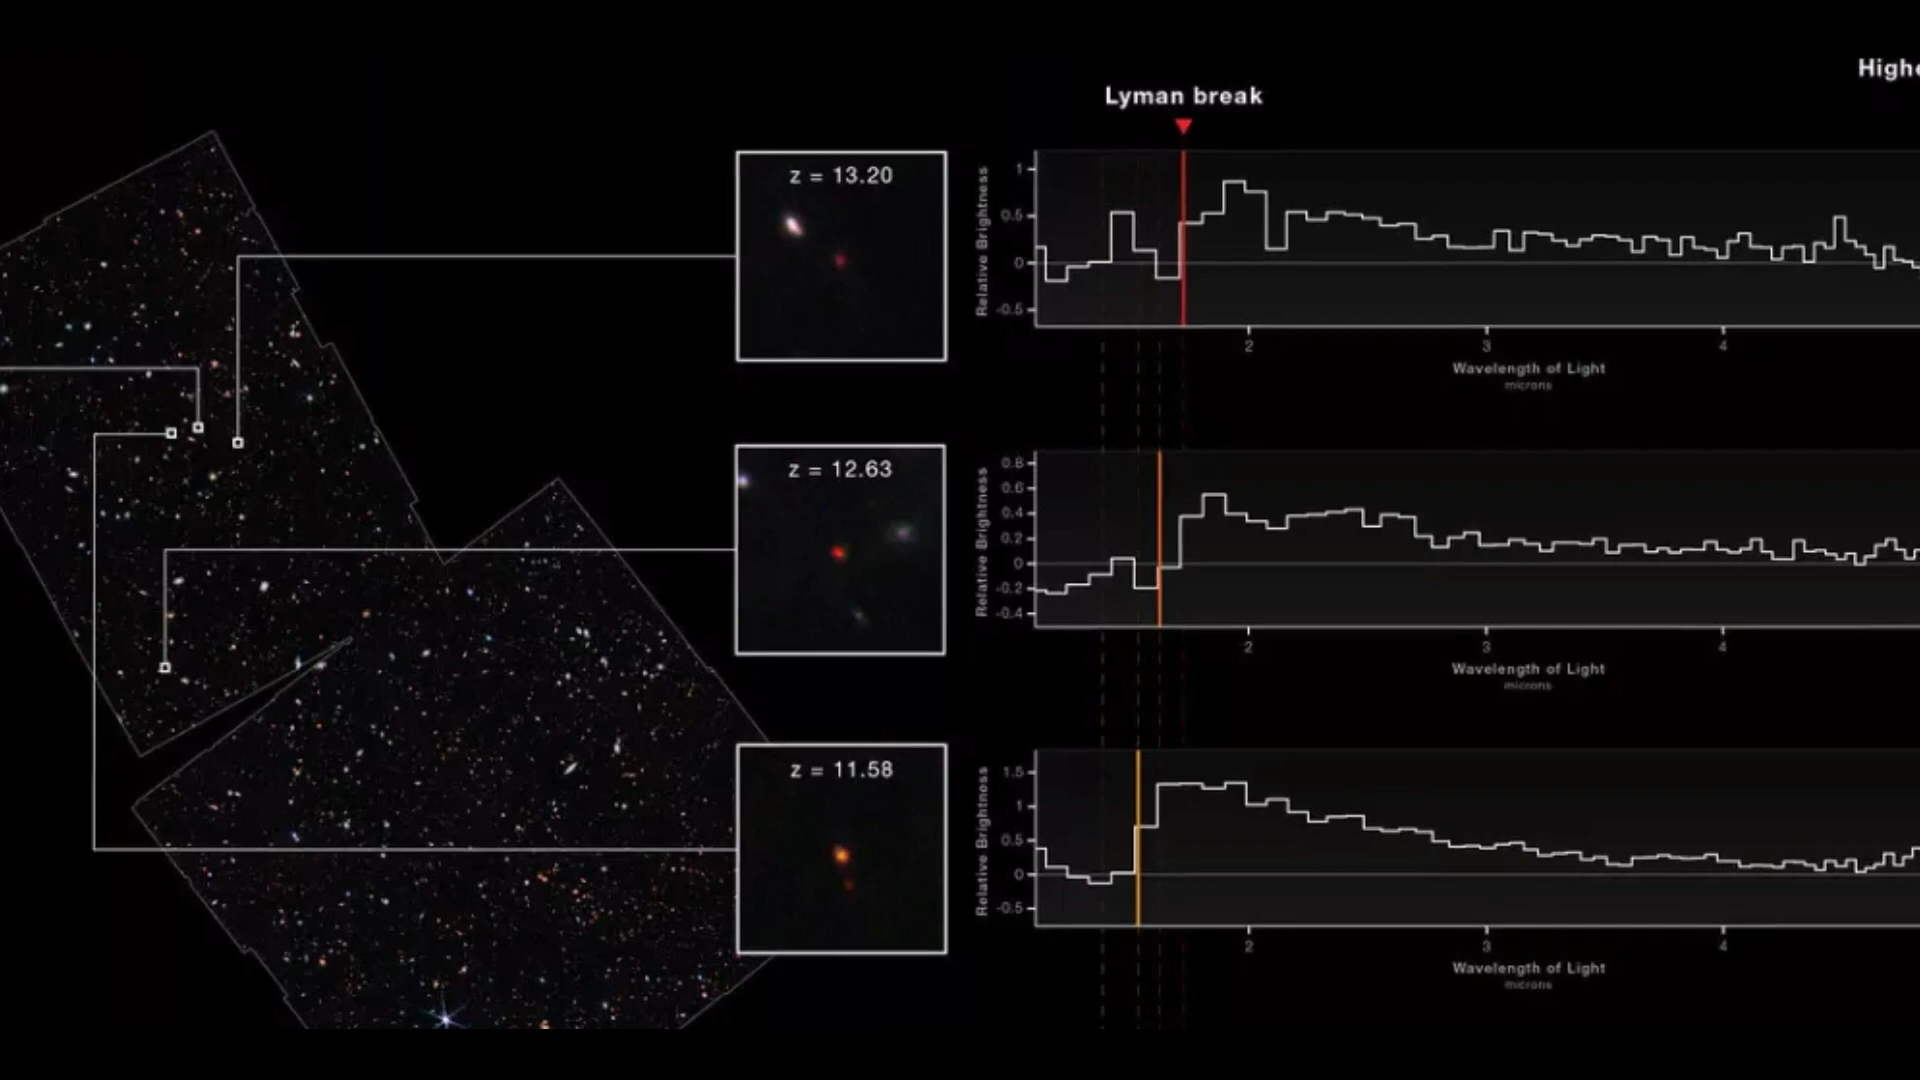 Highe
Lyman break
z = 13.20
Relative Brightness
1
0.5
0
-0.5
2
3
4
Wavelength of Light
microns
z = 12.63
Relative Brightness
0.8
0.6
0.4
0.2
0
-0.2
-0.4
2
3
4
Wavelength of Light
microns
z = 11.58
Relative Brightness
1.5
1
0.5
0
-0.5
2
3
4
Wavelength of Light
microns